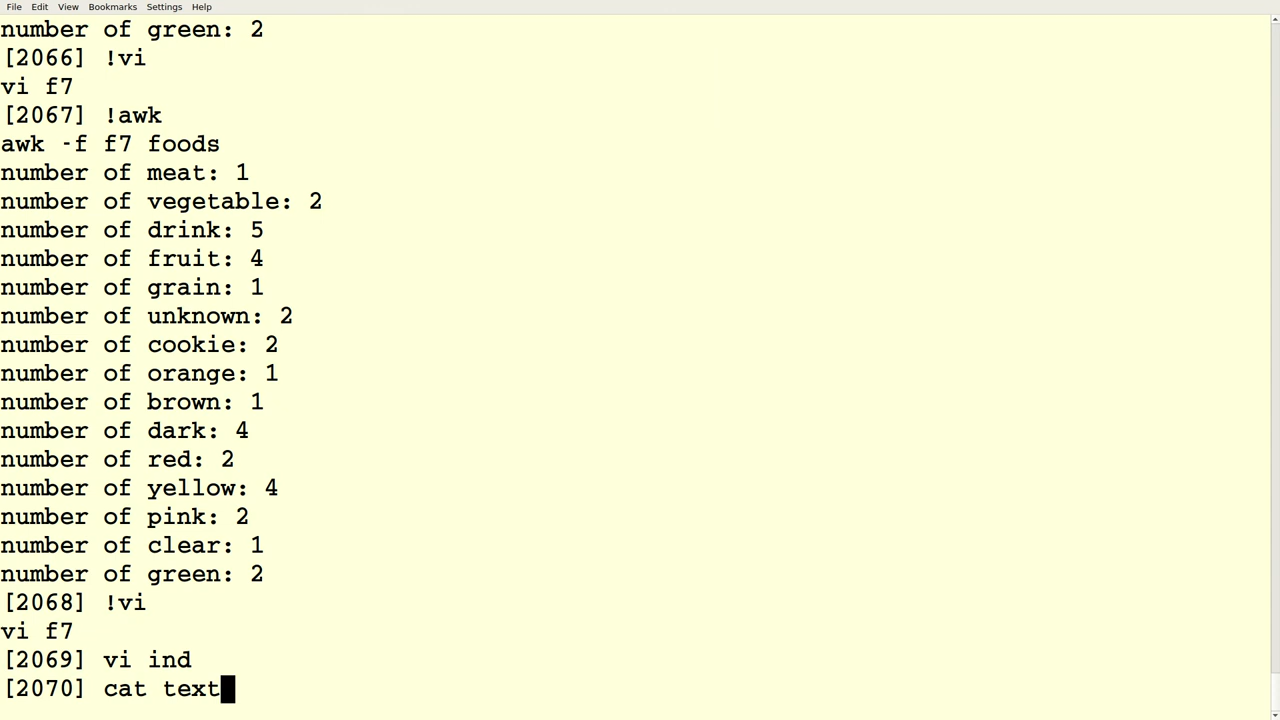 File Edit View Bookmarks Settings Help
number of green: 2
[2066] !vi
vi f7
[2067] !awk
awk -f f7 foods
number of meat: 1
number of vegetable: 2
number of drink: 5
number of fruit: 4
number of grain: 1
number of unknown: 2
number of cookie: 2
number of orange: 1
number of brown: 1
number of dark: 4
number of red: 2
number of yellow: 4
number of pink: 2
number of clear: 1
number of green: 2
[2068] !vi
vi f7
[2069] vi ind
[2070] cat text